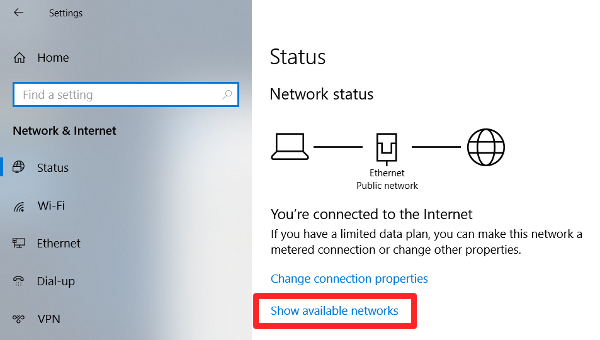 Settings
Home
Find a setting
Network & Internet
Status
Wi-Fi
Ethernet
Dial-up
VPN
Status
Network status
Ethernet
Public network
You're connected to the Internet
If you have a limited data plan, you can make this network a
metered connection or change other properties.
Change connection properties
Show available networks